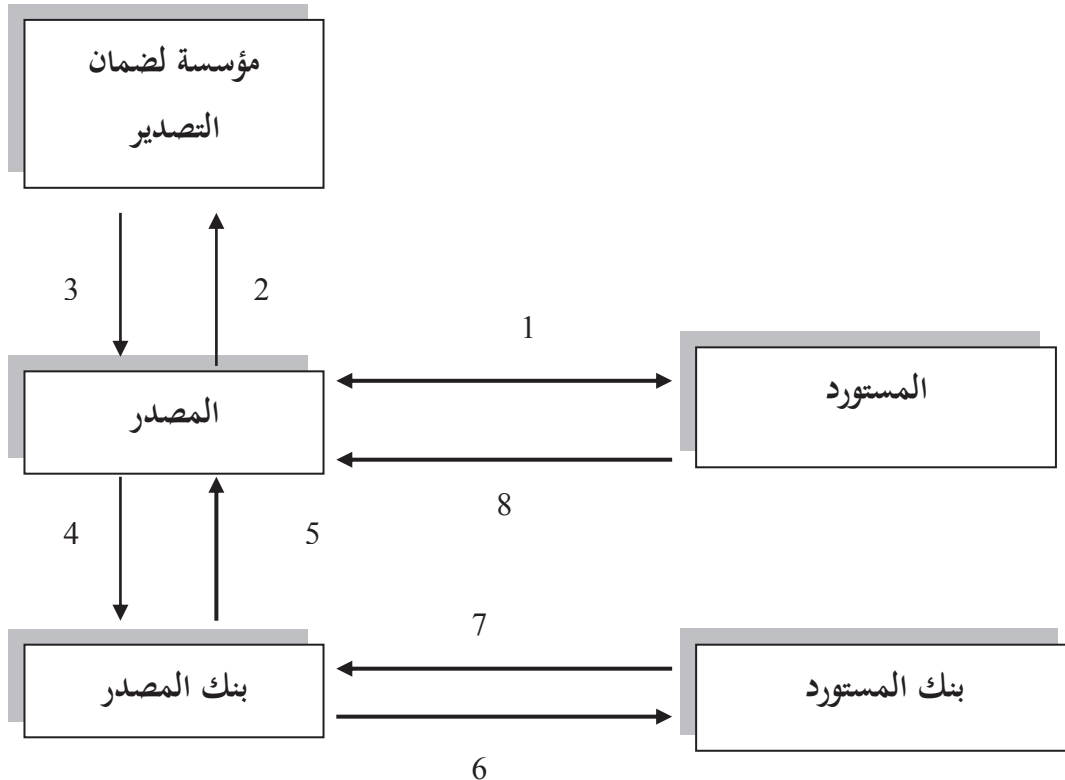 مؤسسة لضمان
التصدير
3
2
1
المستورد
المصدر
8
4
5
7
بنك المصدر
بنك المستورد
6